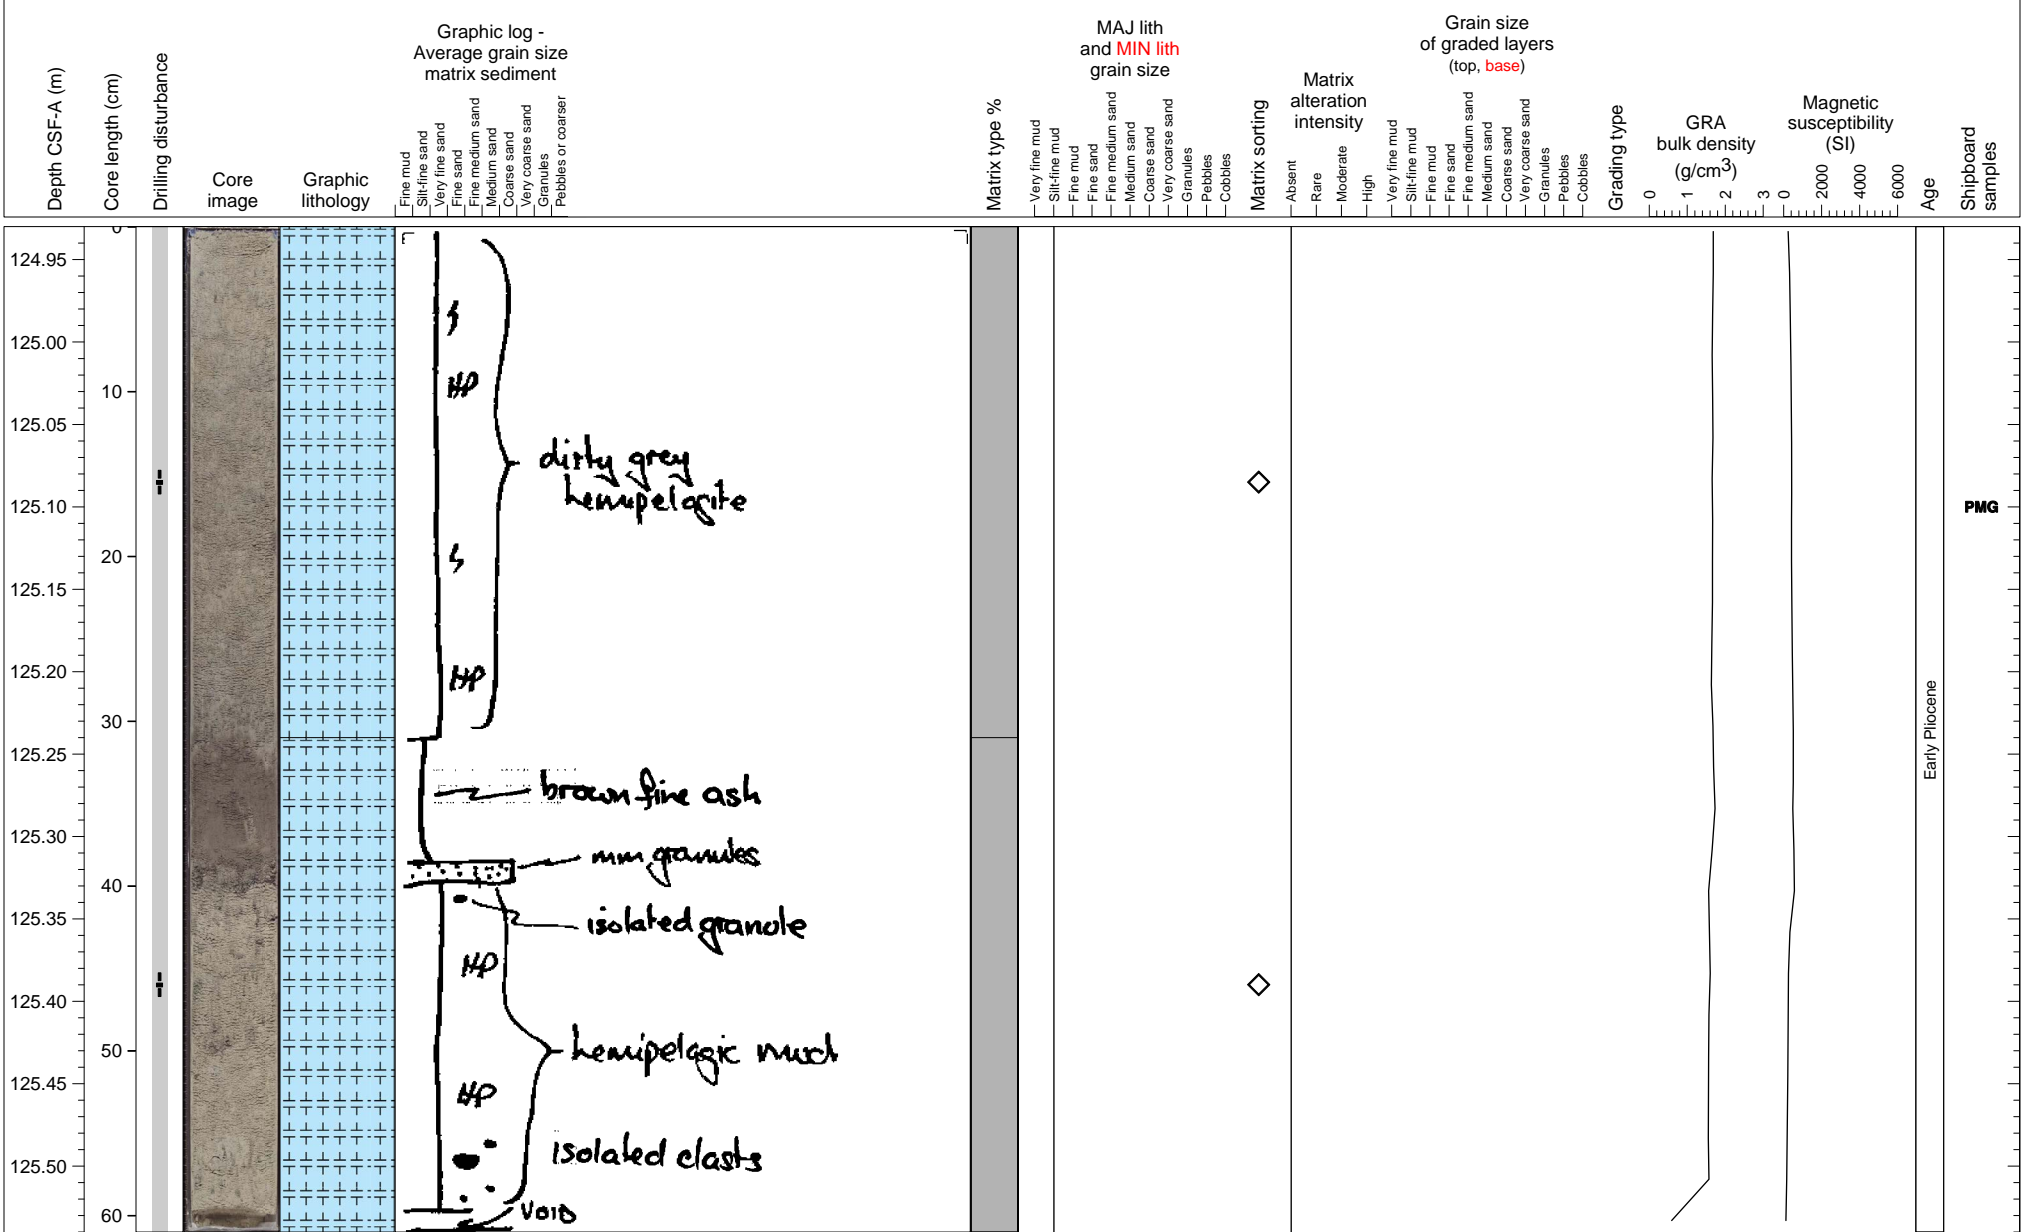 Depth CSF-A (m)
Core length (cm)
Drilling disturbance
Core
image
Graphic
lithology
Graphic log -
Average grain size
matrix sediment
Fine mud
Silt-fine sand
Very fine sand
Fine sand
Fine medium sand
Medium sand
Coarse sand
Very coarse sand
Granules
Pebbles or coarser
Matrix type %
MAJ lith
and MIN lith
grain size
Very fine mud
Silt-fine mud
Fine mud
Fine sand
Fine medium sand
Medium sand
Coarse sand
Very coarse sand
Granules
Pebbles
Cobbles
Matrix sorting
Matrix
alteration
intensity
Absent
Rare
Moderate
High
Grain size
of graded layers
(top, base)
Very fine mud
Silt-fine mud
Fine mud
Fine sand
Fine medium sand
Medium sand
Coarse sand
Very coarse sand
Granules
Pebbles
Cobbles
Grading type
GRA
bulk density
(g/cm3)
0 1 2 3
Magnetic
susceptibility
(SI)
0 2000 4000 6000
Age
Shipboard
samples
0
124.95
125.00
HP
10
125.05
dirty grey
hemipelagite
125.10
PMG
20
125.15
125.20
HP
30
125.25
Early Pliocene
brown fine ash
125.30
mm granules
40
125.35
isolated granole
HP
125.40
50
hemipelagic mud
125.45
HP
125.50
isolated clasts
60
VOID